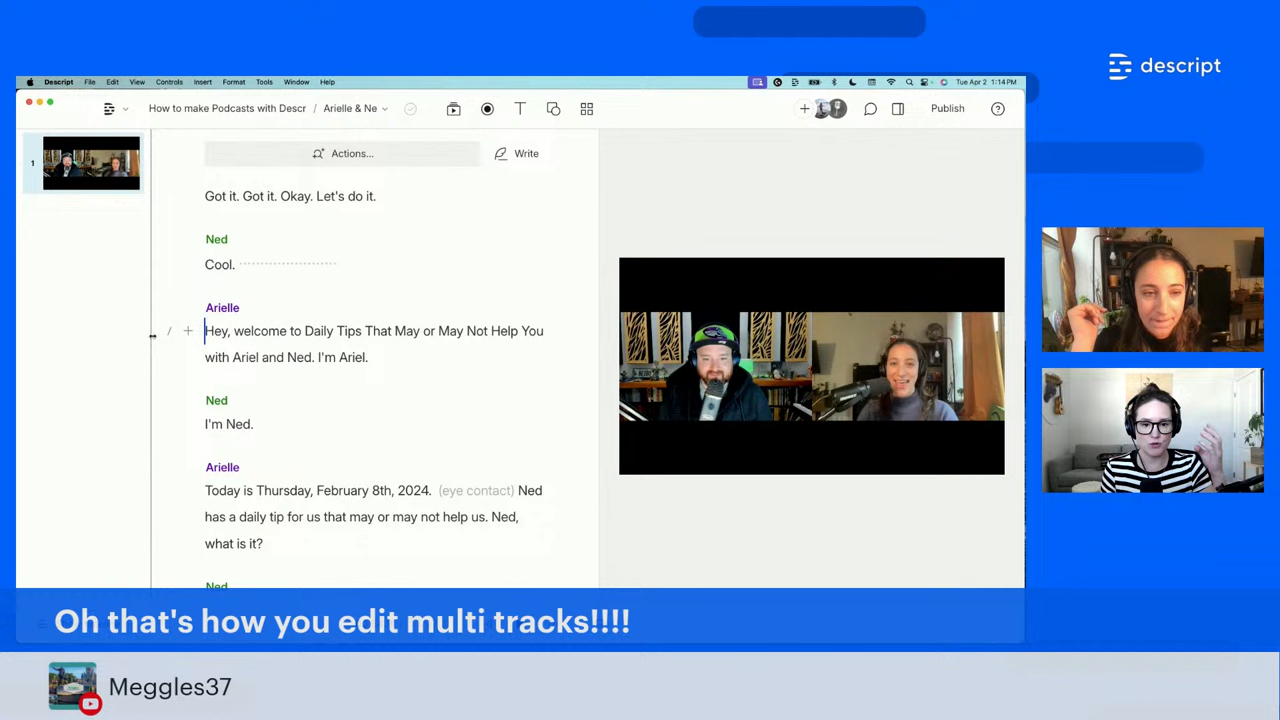 descript
Descript File Edit View Controls Insert Format Tools Window Help
Tue Apr 2 1:14 PM
How to make Podcasts with Descr / Arielle & Ne
Publish
1
Actions...
Write
Got it. Got it. Okay. Let's do it.
Ned
Cool.
Arielle
/ + Hey, welcome to Daily Tips That May or May Not Help You
with Ariel and Ned. I'm Ariel.
Ned
I'm Ned.
Arielle
Today is Thursday, February 8th, 2024. (eye contact) Ned
has a daily tip for us that may or may not help us. Ned,
what is it?
Ned
Oh that's how you edit multi tracks!!!!
Meggles37